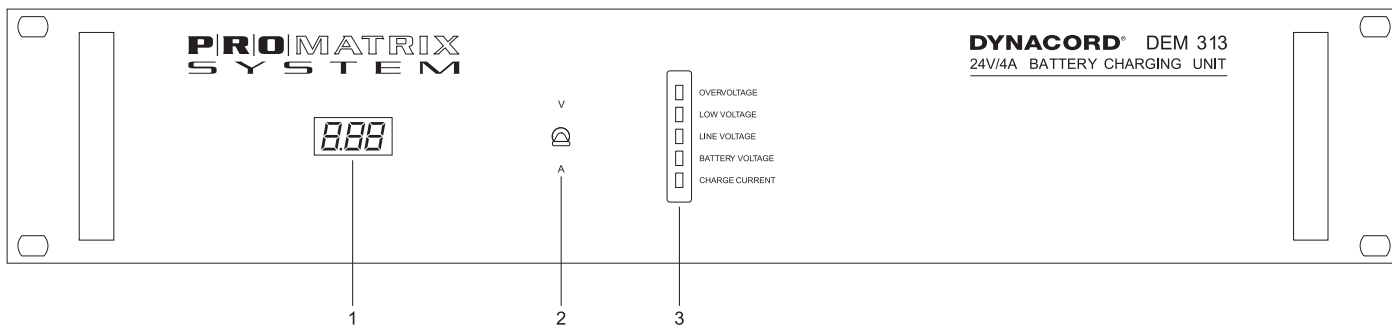 P|R|O|MATRIX
SYSTEM
DYNACORD® DEM 313
24V/4A BATTERY CHARGING UNIT
8.88
V
A
OVERVOLTAGE
LOW VOLTAGE
LINE VOLTAGE
BATTERY VOLTAGE
CHARGE CURRENT
1
2
3